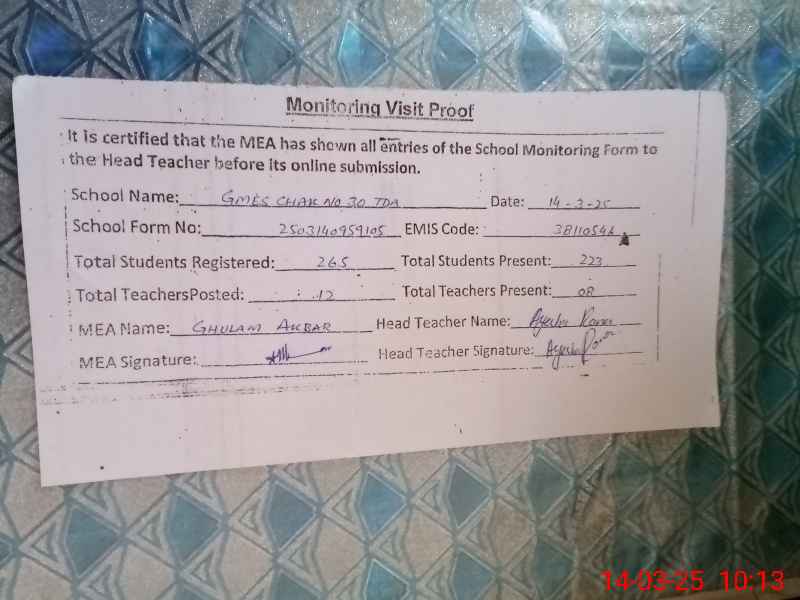 Monitoring Visit Proof
It is certified that the MEA has shown all entries of the School Monitoring Form to
the Head Teacher before its online submission.
School Name: GMES CHAK NO 30 TDA Date: 14-3-25
School Form No: 2503140959105 EMIS Code: 3811054
Total Students Registered: 265 Total Students Present: 223
Total TeachersPosted: 12 Total Teachers Present: 08
MEA Name: GHULAM AKBAR Head Teacher Name: Ayesha
MEA Signature: Head Teacher Signature: Ayesha
14-03-25 10:13